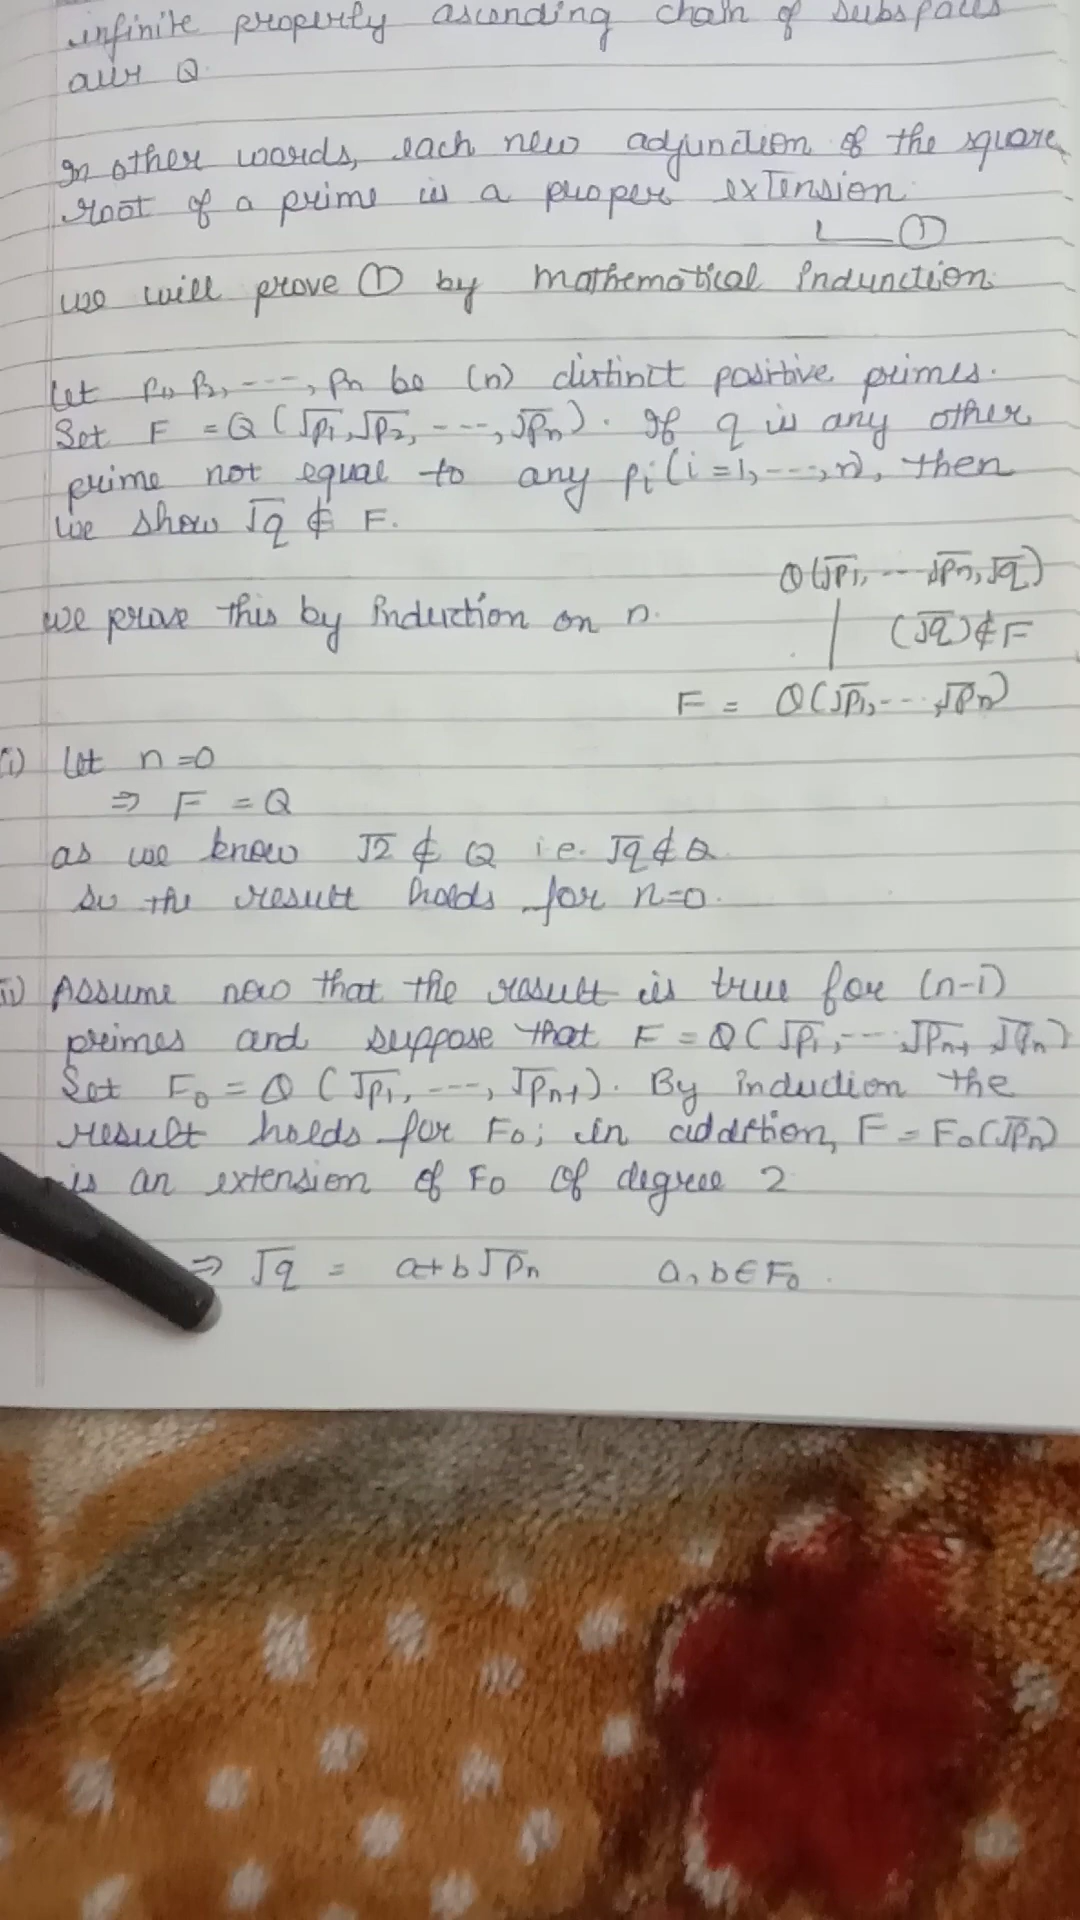 infinite properly ascending chain of subspaces
over Q.
In other words, each new adjunction of the square
root of a prime is a proper extension.
①
we will prove ① by Mathematical Indunction.
Let p1, p2, ---, pn be (n) distinct positive primes.
Set F = Q (√p1, √p2, ---, √pn). If q is any other
prime not equal to any pi (i=1, ---, n), then
we show √q ∉ F.
Q(√p1, --- √pn, √q)
we prove this by induction on n.
(√q) ∉ F
F = Q(√p1, --- , √pn)
(i) Let n = 0
⇒ F = Q
as we know √2 ∉ Q i.e. √q ∉ Q
So the result holds for n=0.
ii) Assume now that the result is true for (n-1)
primes and suppose that F = Q (√p1, --- √pn-1, √qn)
Set F0 = Q (√p1, ---, √pn-1). By induction the
result holds for F0; in addition, F = F0(√pn)
is an extension of F0 of degree 2
⇒ √q = a+b√pn a, b ∈ F0.